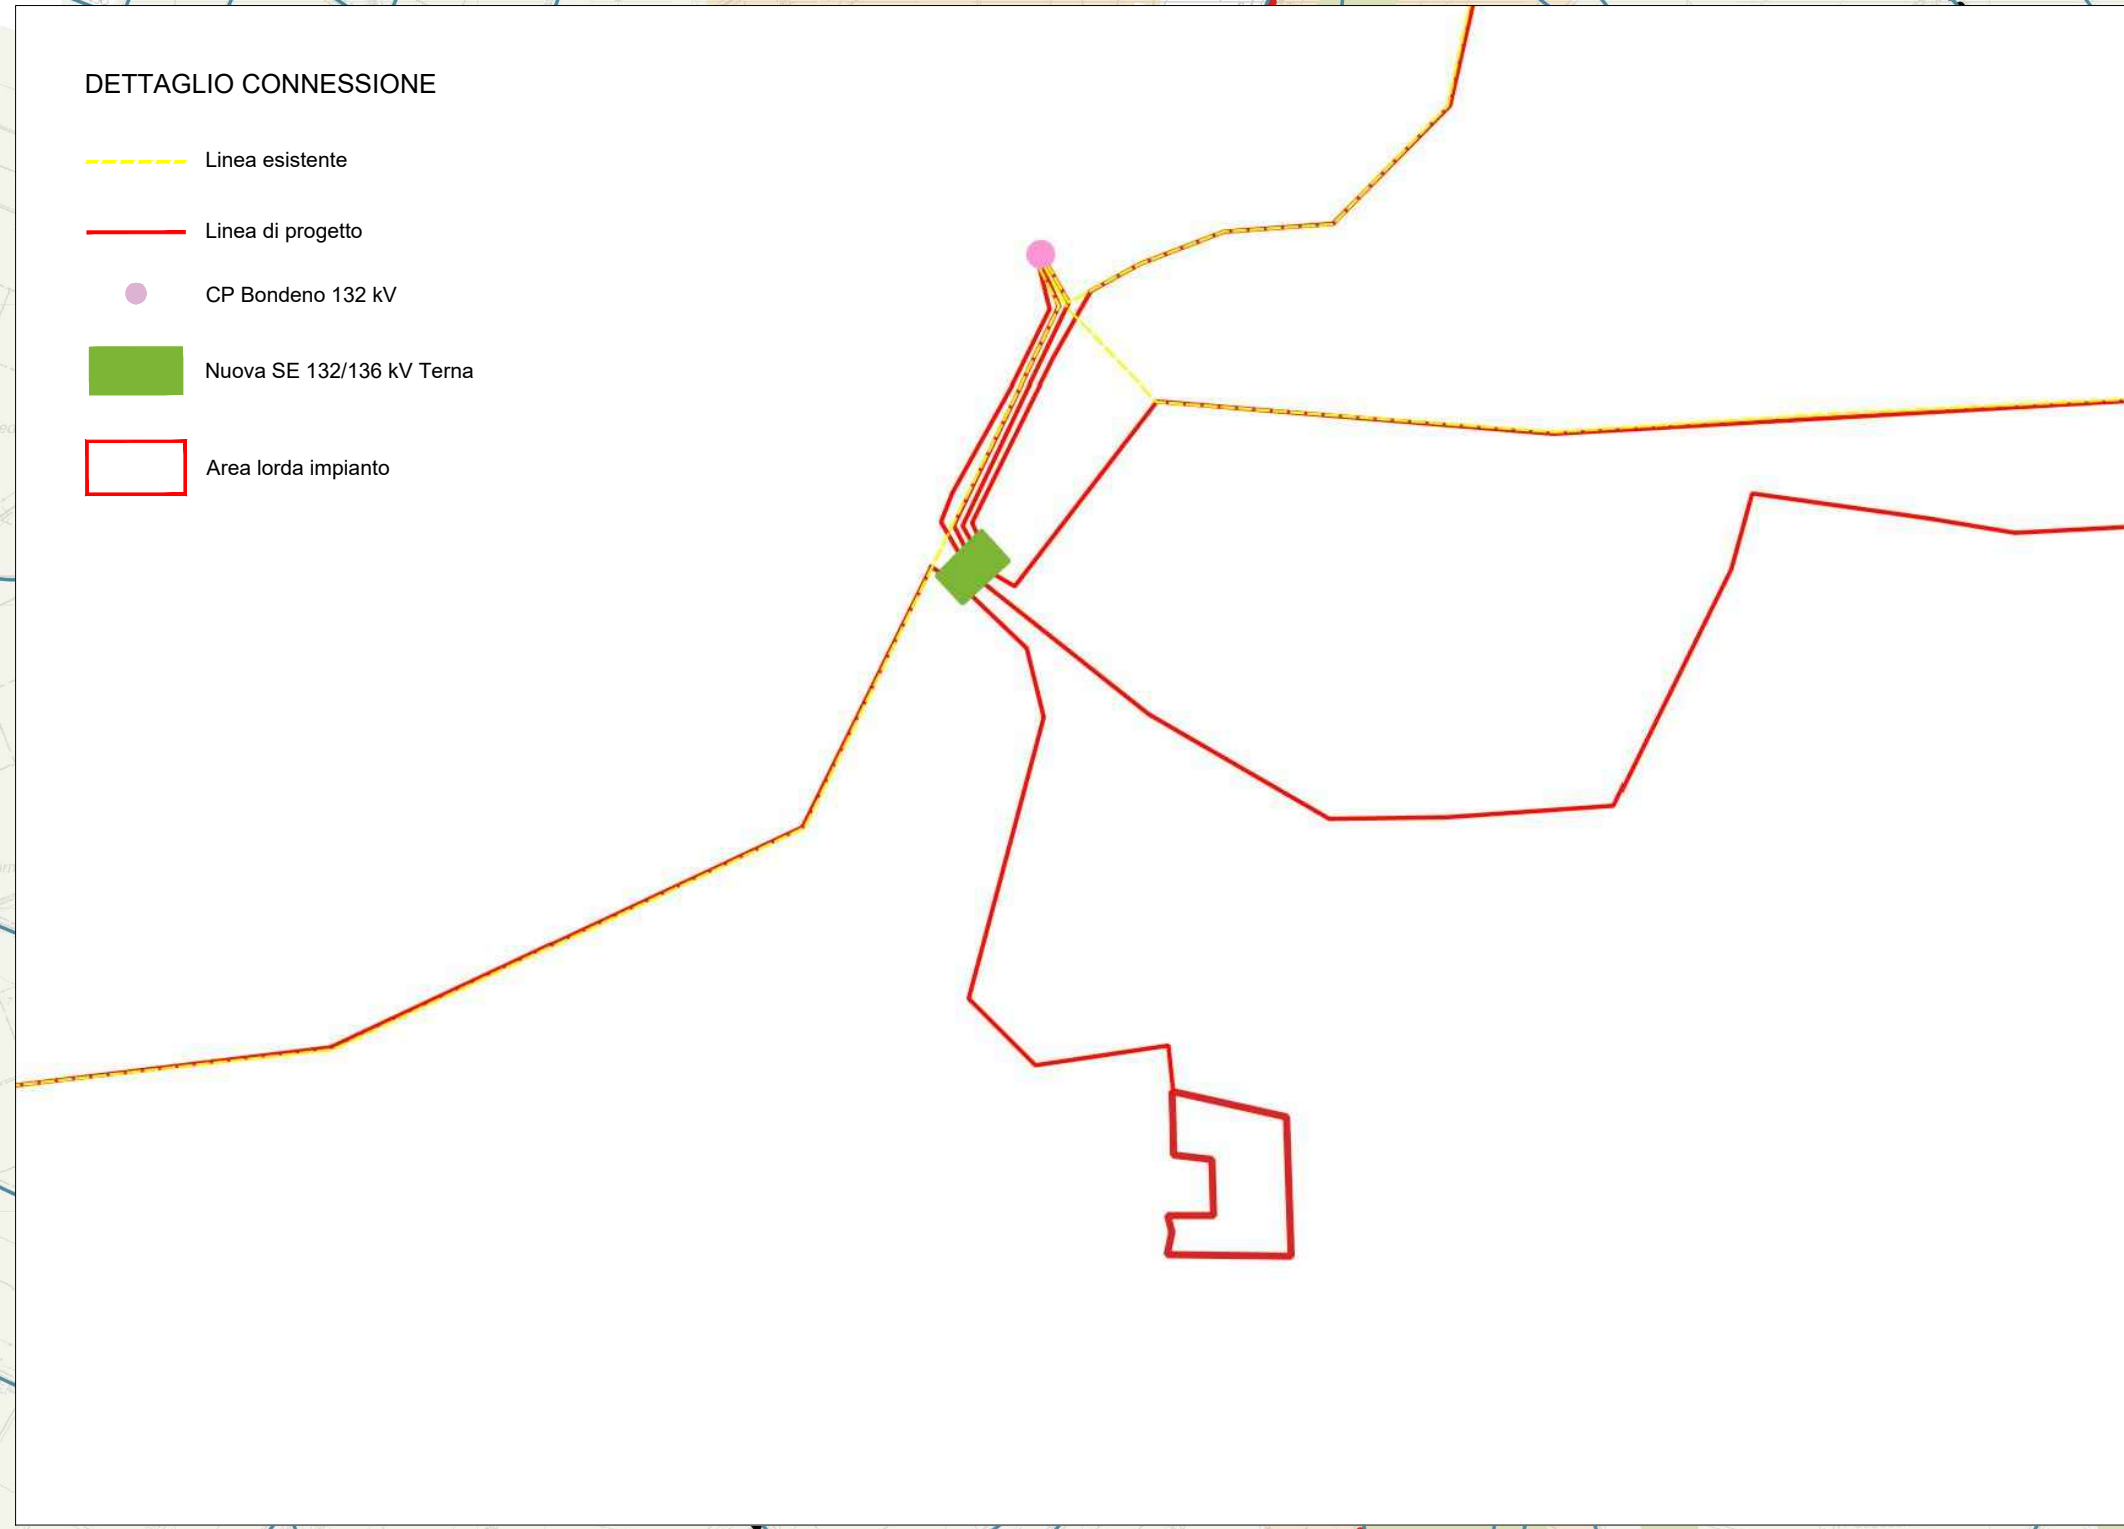 DETTAGLIO CONNESSIONE
Linea esistente
Linea di progetto
CP Bondeno 132 kV
Nuova SE 132/136 kV Terna
Area lorda impianto